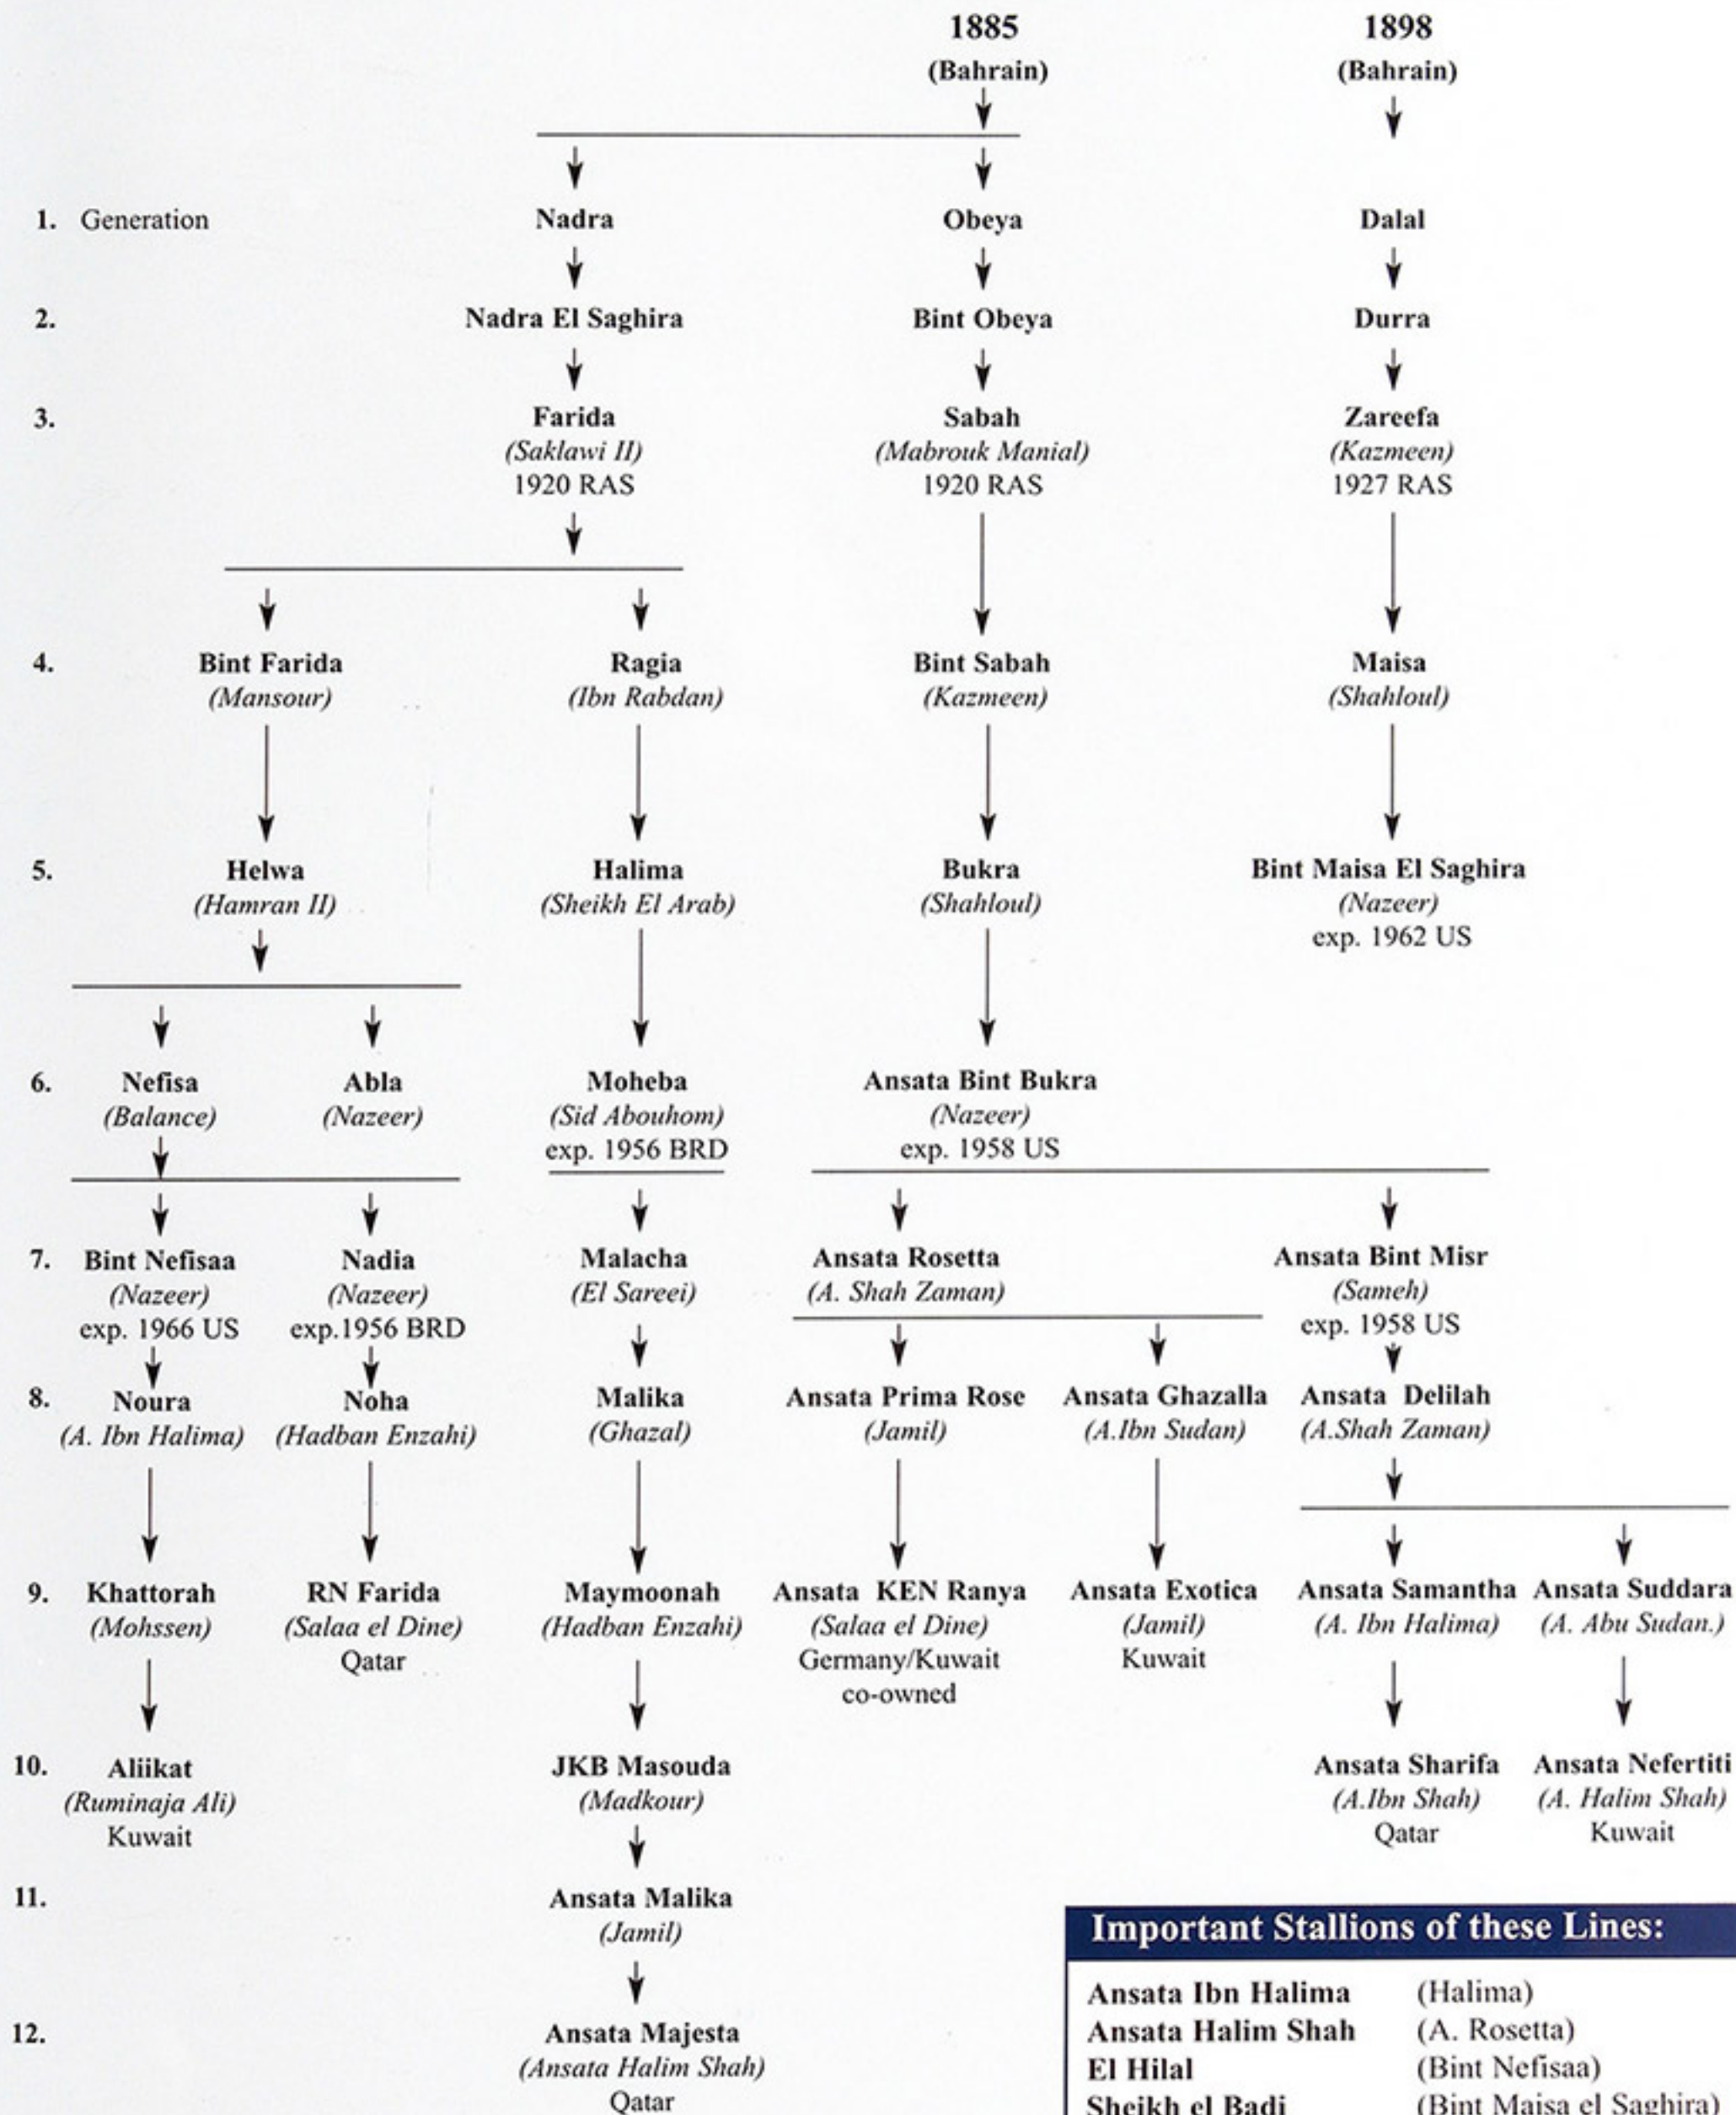 1885 1898
(Bahrain) (Bahrain)
1. Generation Nadra Obeya Dalal
2. Nadra El Saghira Bint Obeya Durra
3. Farida Sabah Zareefa
(Saklawi II) (Mabrouk Manial) (Kazmeen)
1920 RAS 1920 RAS 1927 RAS
4. Bint Farida Ragia Bint Sabah Maisa
(Mansour) (Ibn Rabdan) (Kazmeen) (Shahloul)
5. Helwa Halima Bukra Bint Maisa El Saghira
(Hamran II) (Sheikh El Arab) (Shahloul) (Nazeer)
exp. 1962 US
6. Nefisa Abla Moheba Ansata Bint Bukra
(Balance) (Nazeer) (Sid Abouhom) (Nazeer)
exp. 1956 BRD exp. 1958 US
7. Bint Nefisaa Nadia Malacha Ansata Rosetta Ansata Bint Misr
(Nazeer) (Nazeer) (El Sareei) (A. Shah Zaman) (Sameh)
exp. 1966 US exp.1956 BRD exp. 1958 US
8. Noura Noha Malika Ansata Prima Rose Ansata Ghazalla Ansata Delilah
(A. Ibn Halima) (Hadban Enzahi) (Ghazal) (Jamil) (A.Ibn Sudan) (A.Shah Zaman)
9. Khattorah RN Farida Maymoonah Ansata KEN Ranya Ansata Exotica Ansata Samantha Ansata Suddara
(Mohssen) (Salaa el Dine) (Hadban Enzahi) (Salaa el Dine) (Jamil) (A. Ibn Halima) (A. Abu Sudan.)
Qatar Germany/Kuwait Kuwait
co-owned
10. Aliikat JKB Masouda Ansata Sharifa Ansata Nefertiti
(Ruminaja Ali) (Madkour) (A.Ibn Shah) (A. Halim Shah)
Kuwait Qatar Kuwait
11. Ansata Malika
(Jamil)
12. Ansata Majesta
(Ansata Halim Shah)
Qatar
Important Stallions of these Lines:
Ansata Ibn Halima (Halima)
Ansata Halim Shah (A. Rosetta)
El Hilal (Bint Nefisaa)
Sheikh el Badi (Bint Maisa el Saghira)